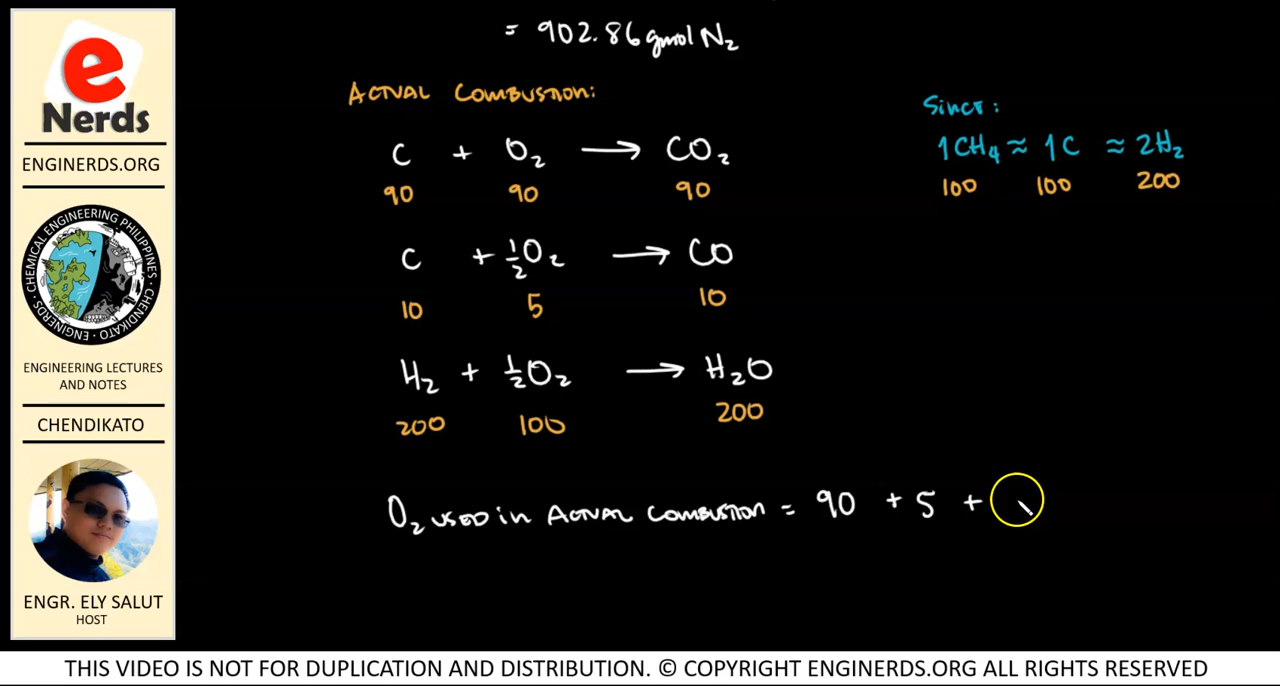 e
Nerds
ENGINERDS.ORG
CHEMICAL ENGINEERING PHILIPPINES • CHENDIKATO • ENGINERDS •
ENGINEERING LECTURES
AND NOTES
CHENDIKATO
ENGR. ELY SALUT
HOST
= 902.86 gmol N₂
ACTUAL COMBUSTION:
C + O₂ → CO₂
90 90 90
C + ½O₂ → CO
10 5 10
H₂ + ½O₂ → H₂O
200 100 200
O₂ USED in ACTUAL COMBUSTION = 90 + 5 +
SINCE:
1CH₄ ≈ 1C ≈ 2H₂
100 100 200
THIS VIDEO IS NOT FOR DUPLICATION AND DISTRIBUTION. © COPYRIGHT ENGINERDS.ORG ALL RIGHTS RESERVED